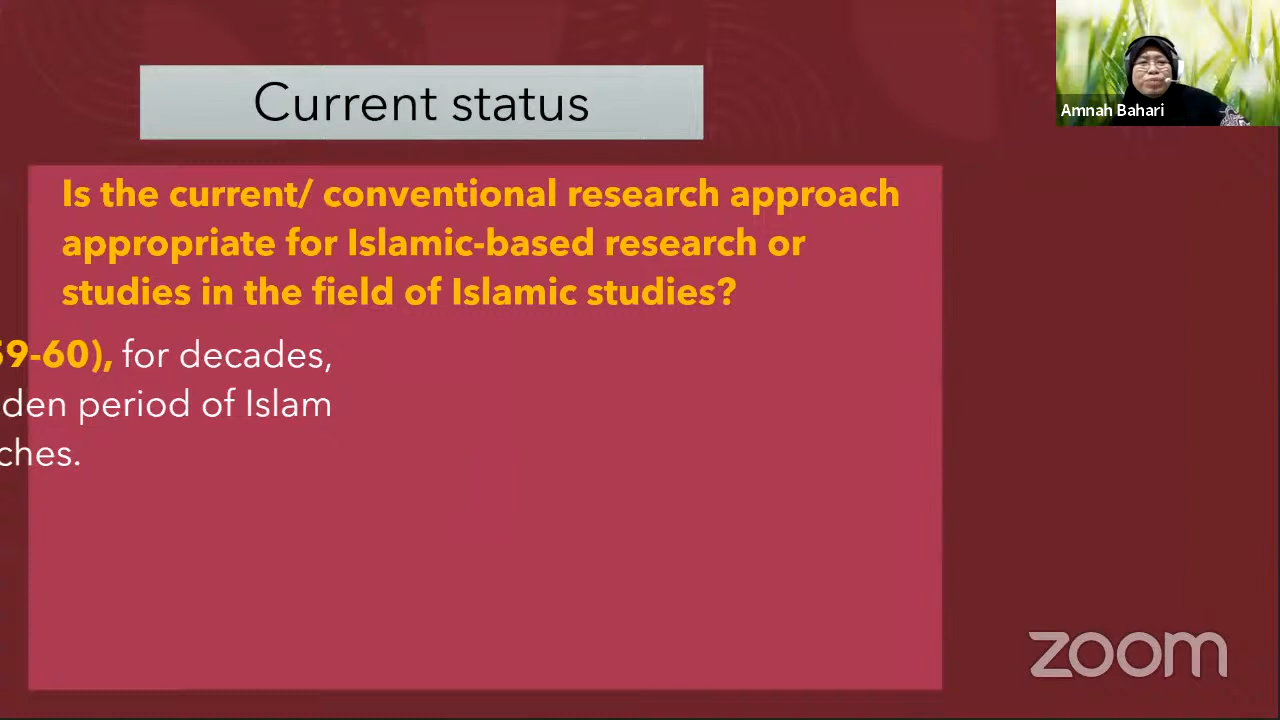 Current status
Amnah Bahari
Is the current/ conventional research approach
appropriate for Islamic-based research or
studies in the field of Islamic studies?
9-60), for decades,
den period of Islam
ches.
zoom